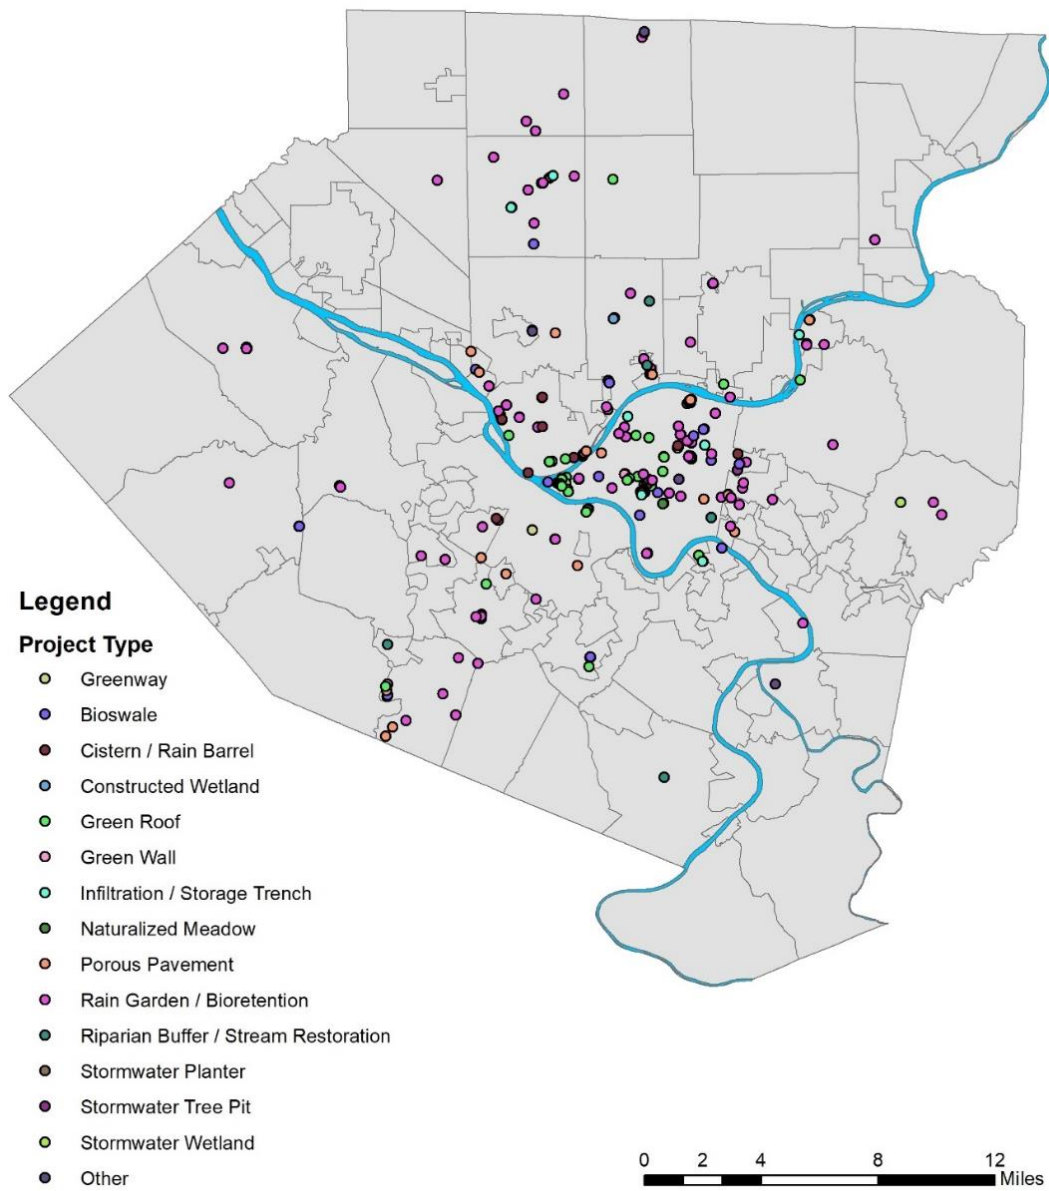 Legend
Project Type
Greenway
Bioswale
Cistern / Rain Barrel
Constructed Wetland
Green Roof
Green Wall
Infiltration / Storage Trench
Naturalized Meadow
Porous Pavement
Rain Garden / Bioretention
Riparian Buffer / Stream Restoration
Stormwater Planter
Stormwater Tree Pit
Stormwater Wetland
Other
0 2 4 8 12
Miles